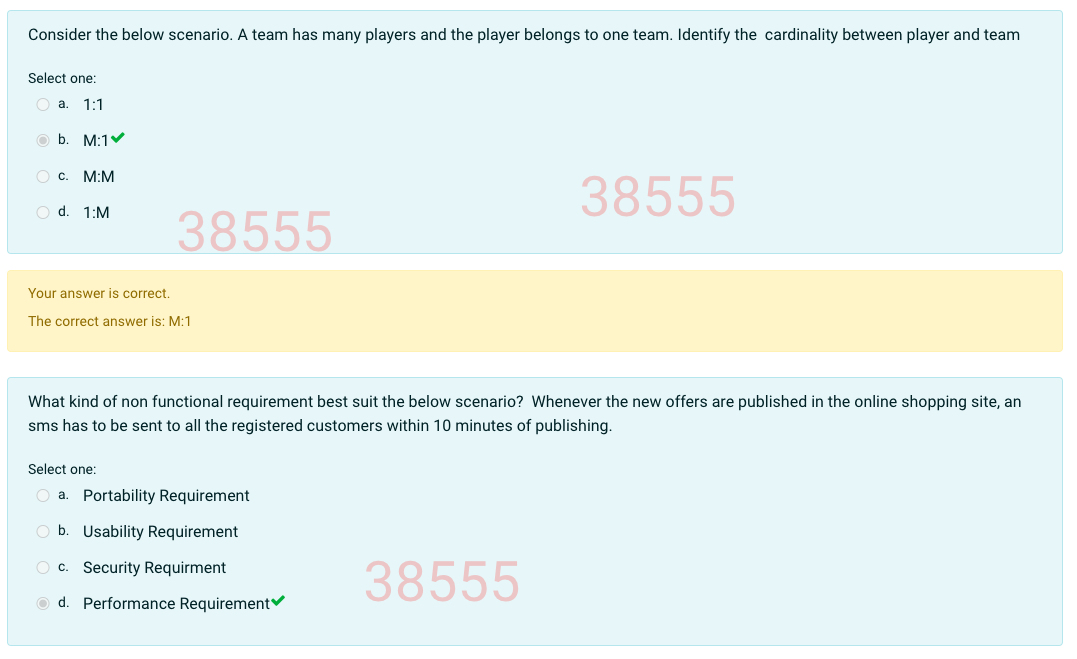 Consider the below scenario. A team has many players and the player belongs to one team. Identify the  cardinality between player and team
Select one:
a. 1:1
b. M:1
c. M:M
d. 1:M
38555
38555
Your answer is correct.
The correct answer is: M:1
What kind of non functional requirement best suit the below scenario?  Whenever the new offers are published in the online shopping site, an
sms has to be sent to all the registered customers within 10 minutes of publishing.
Select one:
a. Portability Requirement
b. Usability Requirement
c. Security Requirment
38555
d. Performance Requirement